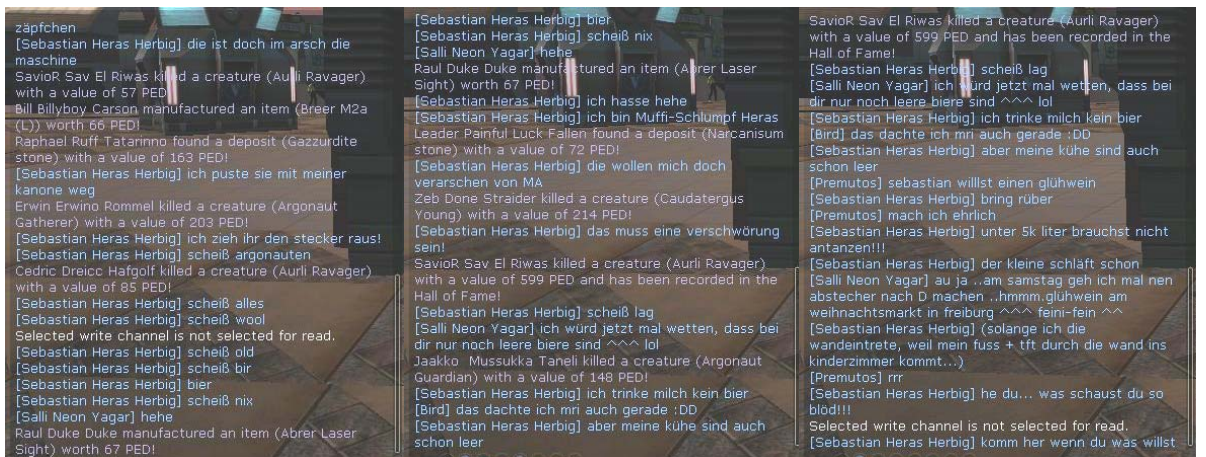 zäpfchen
[Sebastian Heras Herbig] die ist doch im arsch die
maschine
SavioR Sav El Riwas killed a creature (Aurli Ravager)
with a value of 57 PED!
Bill Billyboy Carson manufactured an item (Breer M2a
(L)) worth 66 PED!
Raphael Ruff Tatarinno found a deposit (Gazzurdite
stone) with a value of 163 PED!
[Sebastian Heras Herbig] ich puste sie mit meiner
kanone weg
Erwin Erwino Rommel killed a creature (Argonaut
Gatherer) with a value of 203 PED!
[Sebastian Heras Herbig] ich zieh ihr den stecker raus!
[Sebastian Heras Herbig] scheiß argonauten
Cedric Dreicc Hafgolf killed a creature (Aurli Ravager)
with a value of 85 PED!
[Sebastian Heras Herbig] scheiß alles
[Sebastian Heras Herbig] scheiß wool
Selected write channel is not selected for read.
[Sebastian Heras Herbig] scheiß old
[Sebastian Heras Herbig] scheiß bir
[Sebastian Heras Herbig] bier
[Sebastian Heras Herbig] scheiß nix
[Salli Neon Yagar] hehe
Raul Duke Duke manufactured an item (Abrer Laser
Sight) worth 67 PED!
[Sebastian Heras Herbig] bier
[Sebastian Heras Herbig] scheiß nix
[Salli Neon Yagar] hehe
Raul Duke Duke manufactured an item (Abrer Laser
Sight) worth 67 PED!
[Sebastian Heras Herbig] ich hasse hehe
[Sebastian Heras Herbig] ich bin Muffi-Schlumpf Heras
Leader Painful Luck Fallen found a deposit (Narcanisum
stone) with a value of 72 PED!
[Sebastian Heras Herbig] die wollen mich doch
verarschen von MA
Zeb Done Straider killed a creature (Caudatergus
Young) with a value of 214 PED!
[Sebastian Heras Herbig] das muss eine verschwörung
sein!
SavioR Sav El Riwas killed a creature (Aurli Ravager)
with a value of 599 PED and has been recorded in the
Hall of Fame!
[Sebastian Heras Herbig] scheiß lag
[Salli Neon Yagar] ich würd jetzt mal wetten, dass bei
dir nur noch leere biere sind ^^^ lol
Jaakko  Mussukka Taneli killed a creature (Argonaut
Guardian) with a value of 148 PED!
[Sebastian Heras Herbig] ich trinke milch kein bier
[Bird] das dachte ich mri auch gerade :DD
[Sebastian Heras Herbig] aber meine kühe sind auch
schon leer
SavioR Sav El Riwas killed a creature (Aurli Ravager)
with a value of 599 PED and has been recorded in the
Hall of Fame!
[Sebastian Heras Herbig] scheiß lag
[Salli Neon Yagar] ich würd jetzt mal wetten, dass bei
dir nur noch leere biere sind ^^^ lol
[Sebastian Heras Herbig] ich trinke milch kein bier
[Bird] das dachte ich mri auch gerade :DD
[Sebastian Heras Herbig] aber meine kühe sind auch
schon leer
[Premutos] sebastian willlst einen glühwein
[Sebastian Heras Herbig] bring rüber
[Premutos] mach ich ehrlich
[Sebastian Heras Herbig] unter 5k liter brauchst nicht
antanzen!!!
[Sebastian Heras Herbig] der kleine schläft schon
[Salli Neon Yagar] au ja ..am samstag geh ich mal nen
abstecher nach D machen ..hmmm.glühwein am
weihnachtsmarkt in freiburg ^^^ feini-fein ^^
[Sebastian Heras Herbig] (solange ich die
wandeintrete, weil mein fuss + tft durch die wand ins
kinderzimmer kommt...)
[Premutos] rrr
[Sebastian Heras Herbig] he du... was schaust du so
blöd!!!
Selected write channel is not selected for read.
[Sebastian Heras Herbig] komm her wenn du was willst